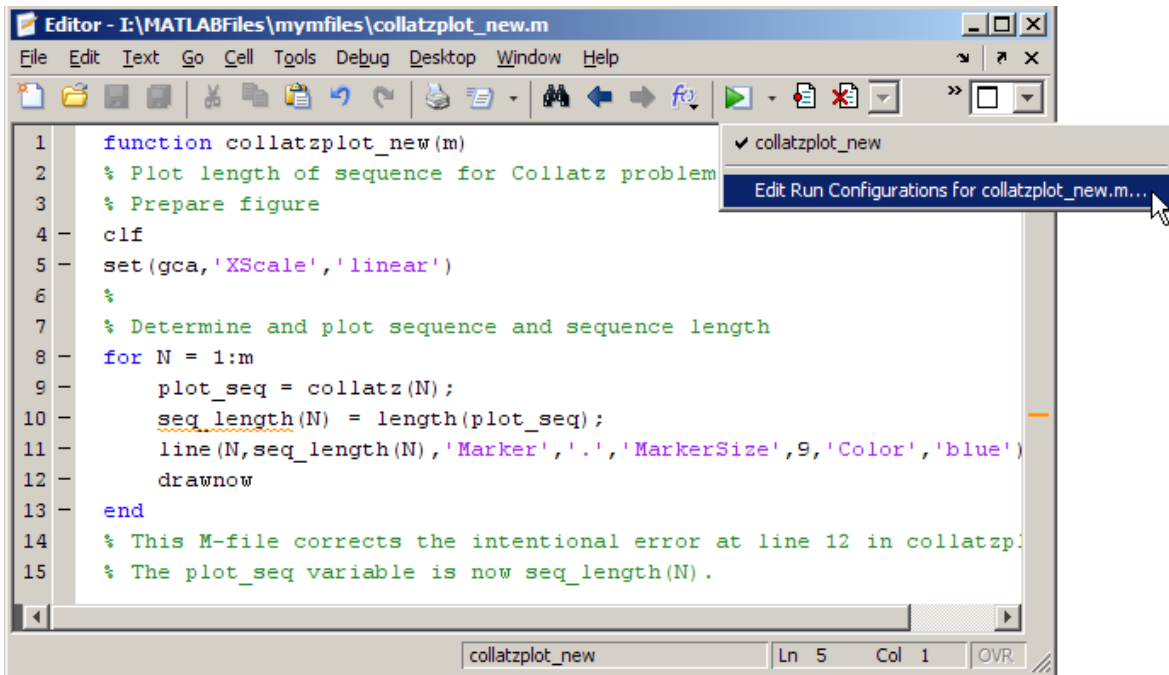 Editor - I:\MATLABFiles\mymfiles\collatzplot_new.m
File Edit Text Go Cell Tools Debug Desktop Window Help
1 function collatzplot_new(m)
✔ collatzplot_new
2 % Plot length of sequence for Collatz problem
Edit Run Configurations for collatzplot_new.m...
3 % Prepare figure
4 - clf
5 - set(gca,'XScale','linear')
6 %
7 % Determine and plot sequence and sequence length
8 - for N = 1:m
9 - plot_seq = collatz(N);
10 - seq_length(N) = length(plot_seq);
11 - line(N,seq_length(N),'Marker','.','MarkerSize',9,'Color','blue')
12 - drawnow
13 - end
14 % This M-file corrects the intentional error at line 12 in collatzpl
15 % The plot_seq variable is now seq_length(N).
collatzplot_new Ln 5 Col 1 OVR